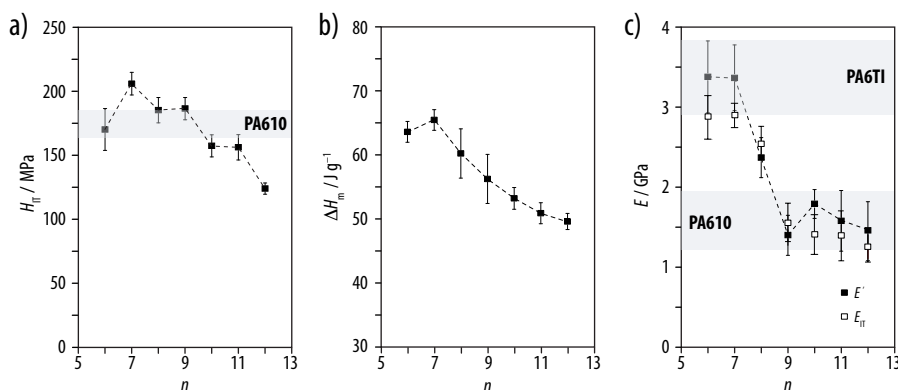 a)
250
200
150
100
50
0
H_IT / MPa
PA610
5 7 9 11 13
n
b)
80
70
60
50
40
30
ΔH_m / J g⁻¹
5 7 9 11 13
n
c)
4
3
2
1
0
E / GPa
PA6TI
PA610
E´
E_IT
5 7 9 11 13
n